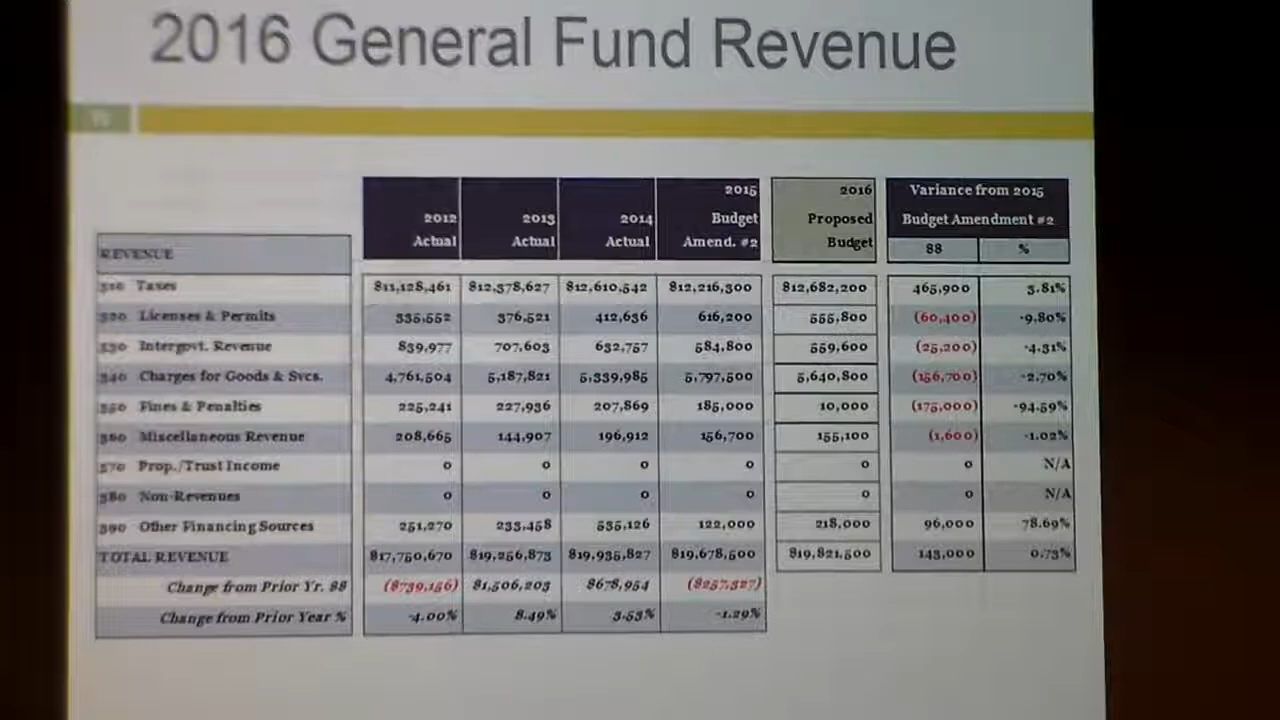 2016 General Fund Revenue
2012 Actual 2013 Actual 2014 Actual 2015 Budget Amend. #2 2016 Proposed Budget Variance from 2015 Budget Amendment #2
REVENUE $$ %
310 Taxes $11,128,461 $12,378,627 $12,610,542 $12,216,300 $12,682,200 465,900 3.81%
320 Licenses & Permits 335,552 376,521 412,636 616,200 555,800 (60,400) -9.80%
330 Intergovt. Revenue 839,977 707,603 632,757 584,800 559,600 (25,200) -4.31%
340 Charges for Goods & Svcs. 4,761,504 5,187,821 5,339,985 5,797,500 5,640,800 (156,700) -2.70%
350 Fines & Penalties 225,241 227,936 207,869 185,000 10,000 (175,000) -94.59%
360 Miscellaneous Revenue 208,665 144,907 196,912 156,700 155,100 (1,600) -1.02%
370 Prop./Trust Income 0 0 0 0 0 0 N/A
380 Non-Revenues 0 0 0 0 0 0 N/A
390 Other Financing Sources 251,270 233,458 535,126 122,000 218,000 96,000 78.69%
TOTAL REVENUE $17,750,670 $19,256,873 $19,935,827 $19,678,500 $19,821,500 143,000 0.73%
Change from Prior Yr. $$ ($739,156) $1,506,203 $678,954 ($257,327)
Change from Prior Year % -4.00% 8.49% 3.53% -1.29%